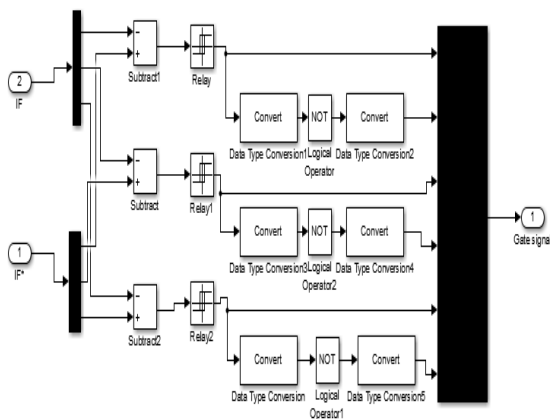 − +
Subtract1
Relay
2
IF
Convert
NOT
Convert
Data Type Conversion1
Logical Operator
Data Type Conversion2
− +
Subtract
Relay1
1
Gate signa
Convert
NOT
Convert
Data Type Conversion3
Logical Operator2
Data Type Conversion4
1
IF*
− +
Subtract2
Relay2
Convert
NOT
Convert
Data Type Conversion
Logical Operator1
Data Type Conversion5